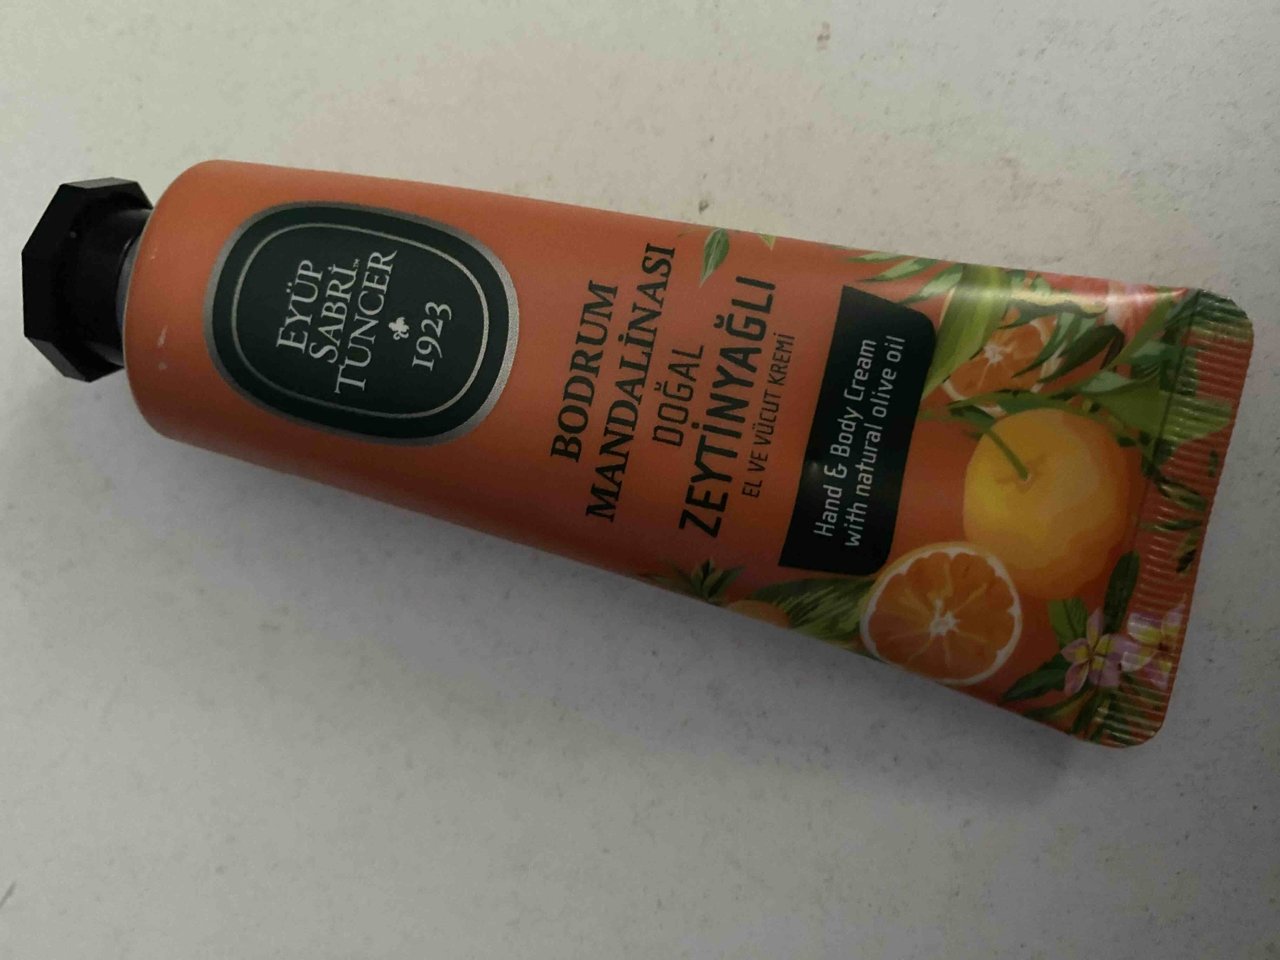 EYÜP
SABRİ™
TUNCER
1923
BODRUM
MANDALİNASI
DOĞAL
ZEYTİNYAĞLI
EL VE VÜCUT KREMİ
Hand & Body Cream
with natural olive oil